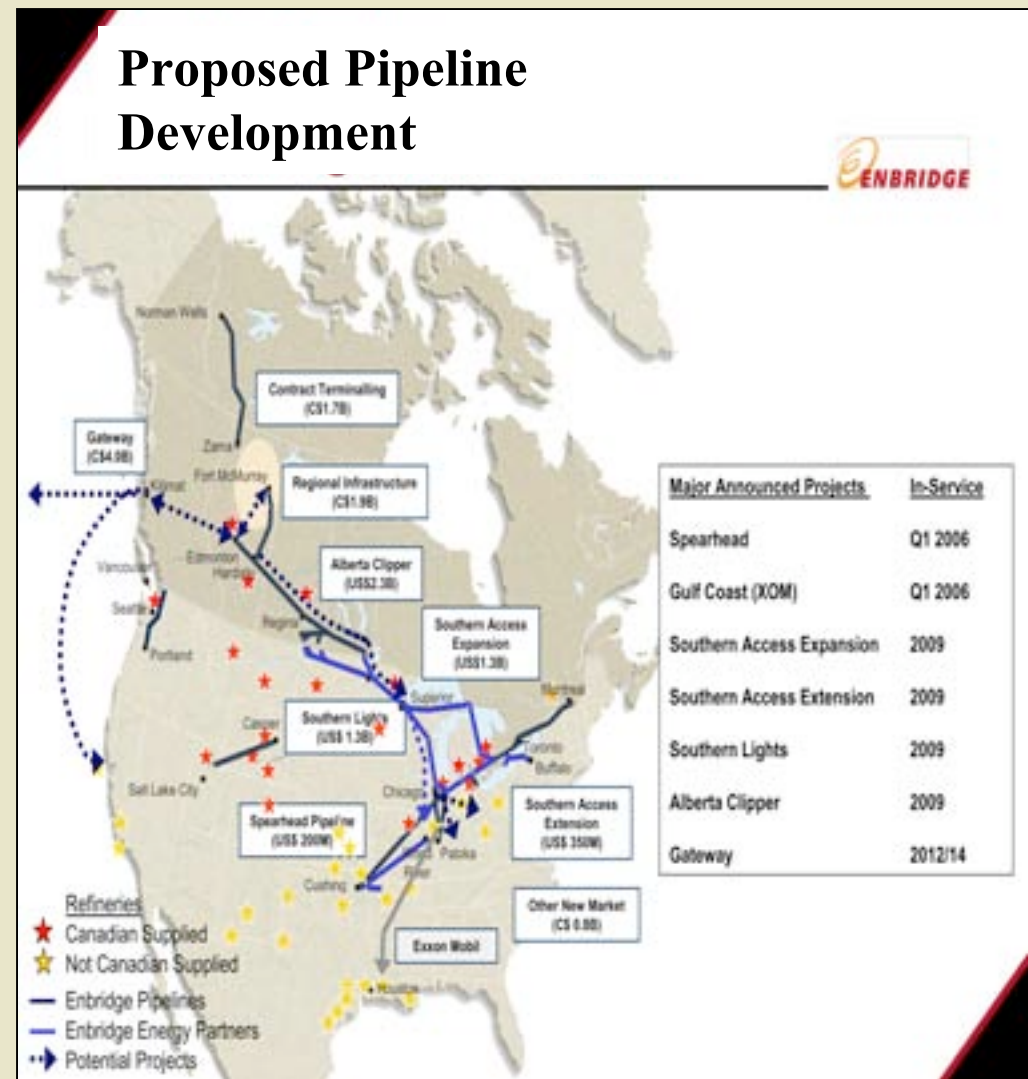 Proposed Pipeline
Development
ENBRIDGE
Norman Wells
Contract Terminalling
(C$1.7B)
Gateway
(C$4.0B)
Zama
Fort McMurray
Regional Infrastructure
(C$1.9B)
Kitimat
Edmonton
Hardisty
Alberta Clipper
(US$2.3B)
Vancouver
Seattle
Regina
Southern Access
Expansion
(US$1.3B)
Portland
Superior
Montreal
Casper
Southern Lights
(US$ 1.3B)
Toronto
Buffalo
Salt Lake City
Chicago
Spearhead Pipeline
(US$ 200M)
Southern Access
Extension
(US$ 350M)
Patoka
Cushing
Other New Market
Exxon Mobil
Houston
Major Announced Projects In-Service
Spearhead Q1 2006
Gulf Coast (XOM) Q1 2006
Southern Access Expansion 2009
Southern Access Extension 2009
Southern Lights 2009
Alberta Clipper 2009
Gateway 2012/14
Refineries
Canadian Supplied
Not Canadian Supplied
Enbridge Pipelines
Enbridge Energy Partners
Potential Projects